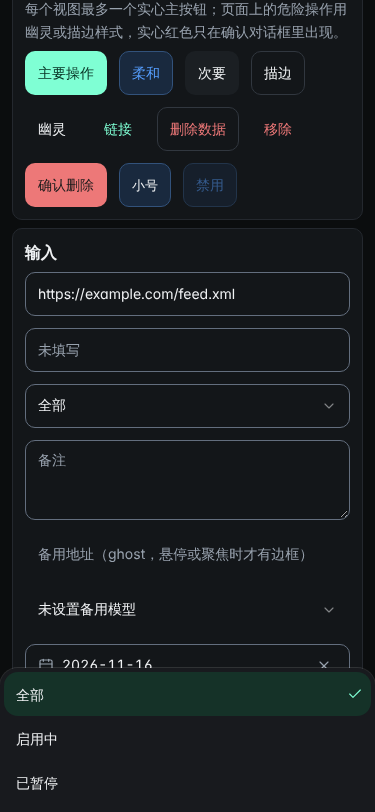 每个视图最多一个实心主按钮；页面上的危险操作用
幽灵或描边样式，实心红色只在确认对话框里出现。
主要操作 柔和 次要 描边
幽灵 链接 删除数据 移除
确认删除 小号 禁用
输入
https://example.com/feed.xml
未填写
全部
备注
备用地址（ghost，悬停或聚焦时才有边框）
未设置备用模型
2026-11-16
全部
启用中
已暂停